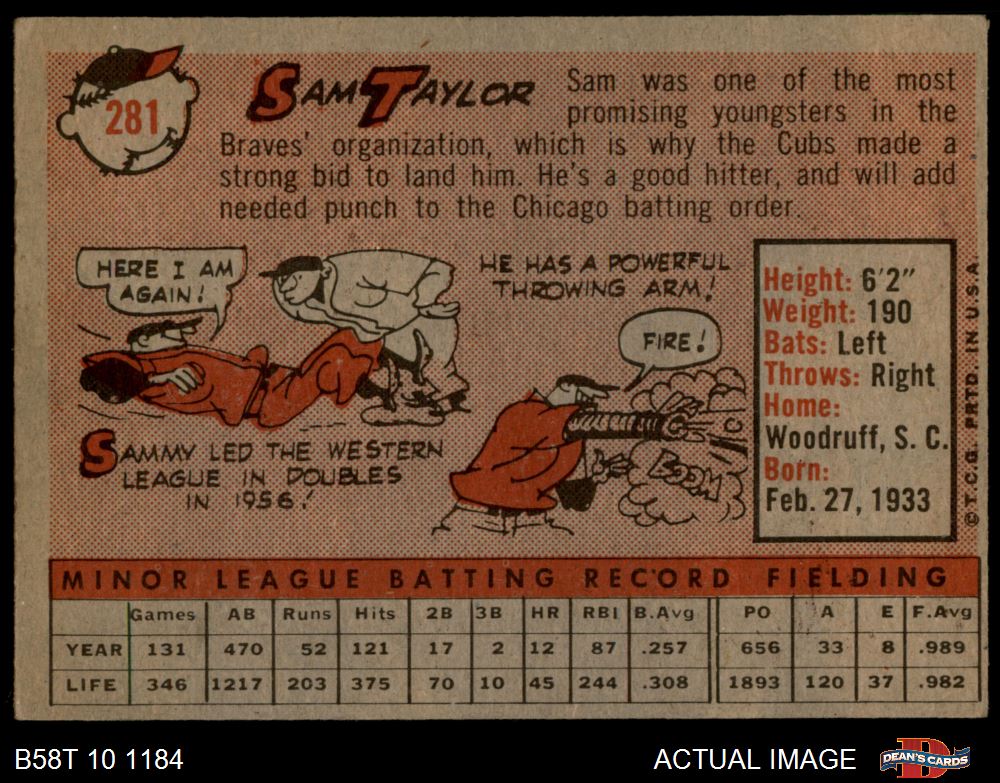 281
SAM TAYLOR
Sam was one of the most
promising youngsters in the
Braves' organization, which is why the Cubs made a
strong bid to land him. He's a good hitter, and will add
needed punch to the Chicago batting order.
HERE I AM
AGAIN!
SAMMY LED THE WESTERN
LEAGUE IN DOUBLES
IN 1956!
HE HAS A POWERFUL
THROWING ARM!
FIRE!
BOOM
Height: 6'2"
Weight: 190
Bats: Left
Throws: Right
Home:
Woodruff, S. C.
Born:
Feb. 27, 1933
© T.C.G. PRTD. IN U.S.A.
MINOR LEAGUE BATTING RECORD FIELDING
Games AB Runs Hits 2B 3B HR RBI B.Avg PO A E F.Avg
YEAR 131 470 52 121 17 2 12 87 .257 656 33 8 .989
LIFE 346 1217 203 375 70 10 45 244 .308 1893 120 37 .982
B58T 10 1184
ACTUAL IMAGE
D
DEAN'S CARDS